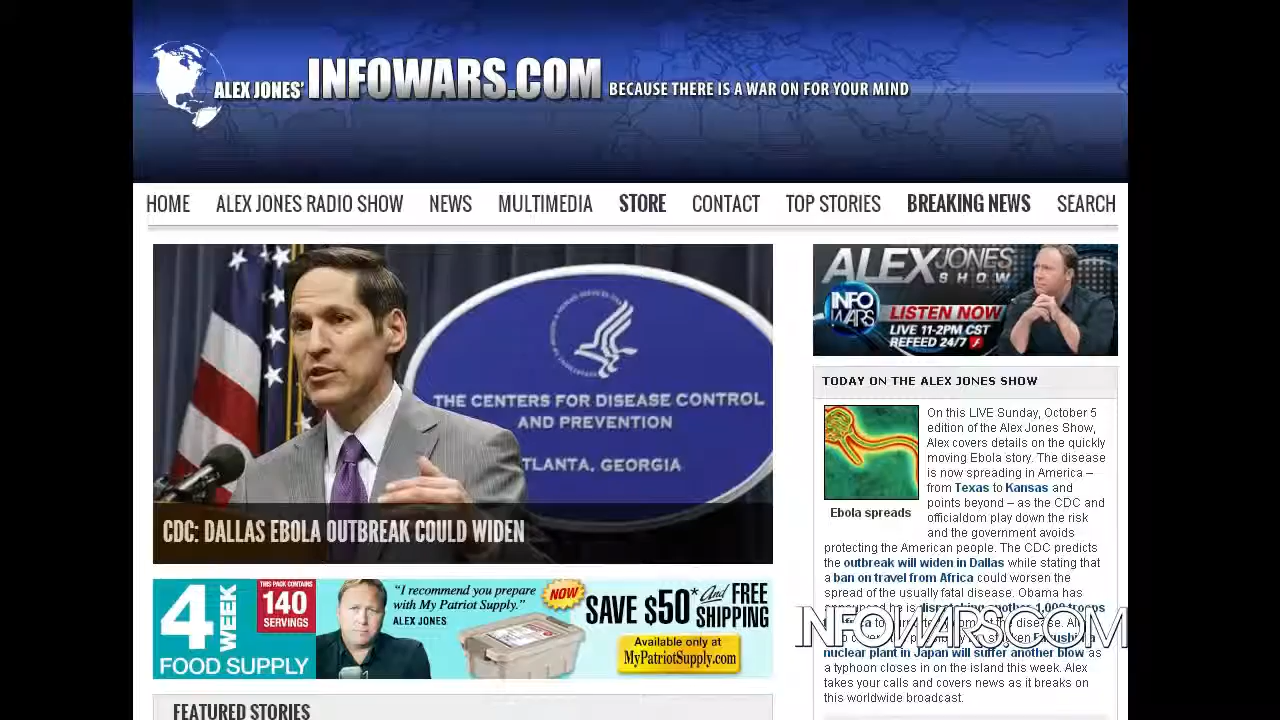 ALEX JONES' INFOWARS.COM BECAUSE THERE IS A WAR ON FOR YOUR MIND
HOME ALEX JONES RADIO SHOW NEWS MULTIMEDIA STORE CONTACT TOP STORIES BREAKING NEWS SEARCH
THE CENTERS FOR DISEASE CONTROL
AND PREVENTION
TLANTA, GEORGIA
CDC: DALLAS EBOLA OUTBREAK COULD WIDEN
4 WEEK
FOOD SUPPLY
THIS PACK CONTAINS
140
SERVINGS
"I recommend you prepare
with My Patriot Supply."
ALEX JONES
NOW
SAVE $50* And FREE
SHIPPING
Available only at
MyPatriotSupply.com
FEATURED STORIES
ALEX JONES
SHOW
INFO
WARS
LISTEN NOW
LIVE 11-2PM CST
REFEED 24/7
TODAY ON THE ALEX JONES SHOW
Ebola spreads
On this LIVE Sunday, October 5
edition of the Alex Jones Show,
Alex covers details on the quickly
moving Ebola story. The disease
is now spreading in America –
from Texas to Kansas and
points beyond – as the CDC and
officialdom play down the risk
and the government avoids
protecting the American people. The CDC predicts
the outbreak will widen in Dallas while stating that
a ban on travel from Africa could worsen the
spread of the usually fatal disease. Obama has
INFOWARS.COM
nuclear plant in Japan will suffer another blow as
a typhoon closes in on the island this week. Alex
takes your calls and covers news as it breaks on
this worldwide broadcast.